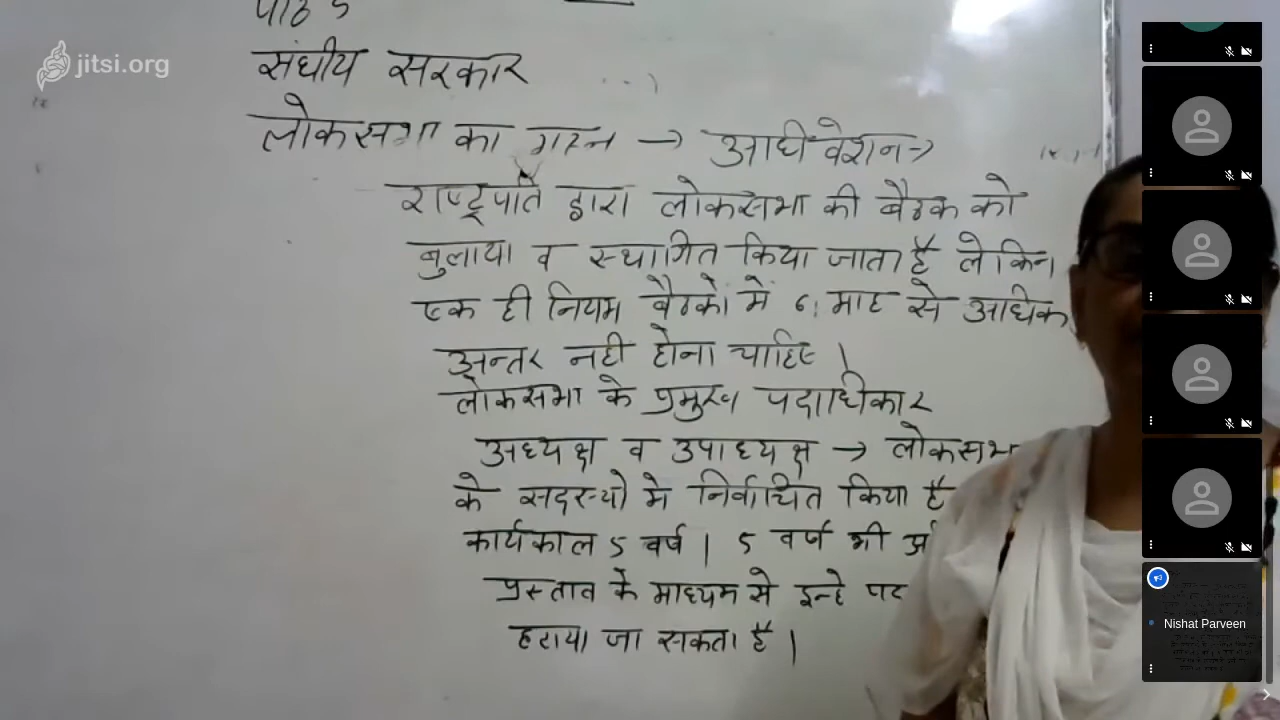 पाठ 5
jitsi.org
संघीय सरकार
लोकसभा का गठन → अधिवेशन→
राष्ट्रपति द्वारा लोकसभा की बैठक को
बुलाया व स्थगित किया जाता है लेकिन
एक ही नियम बैठकों में 6 माह से अधिक
अन्तर नही होना चाहिए ।
लोकसभा के प्रमुख पदाधिकार
अध्यक्ष व उपाध्यक्ष → लोकसभा
के सदस्यो मे निर्वाचित किया है
कार्यकाल 5 वर्ष | 5 वर्ष भी
प्रस्ताव के माध्यम से इन्हे पद
हटाया जा सकता है |
Nishat Parveen